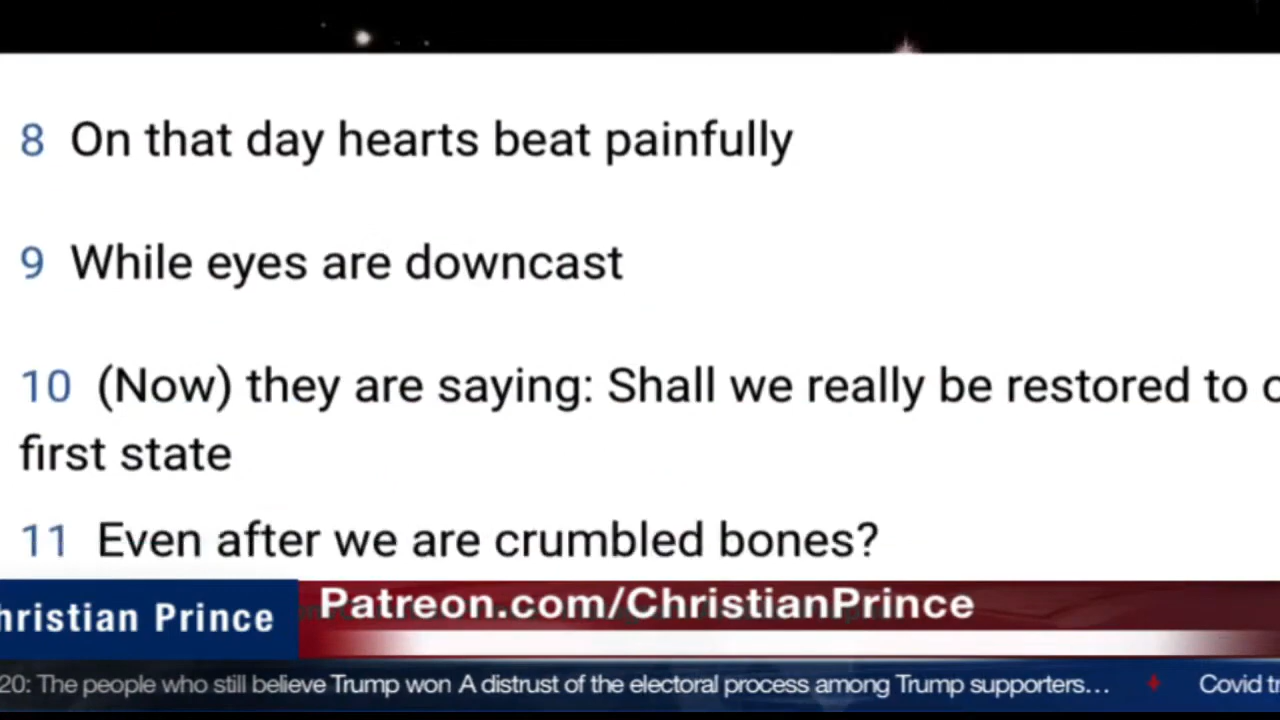 8 On that day hearts beat painfully
9 While eyes are downcast
10 (Now) they are saying: Shall we really be restored to
first state
11 Even after we are crumbled bones?
hristian Prince
Patreon.com/ChristianPrince
20: The people who still believe Trump won A distrust of the electoral process among Trump supporters... Covid